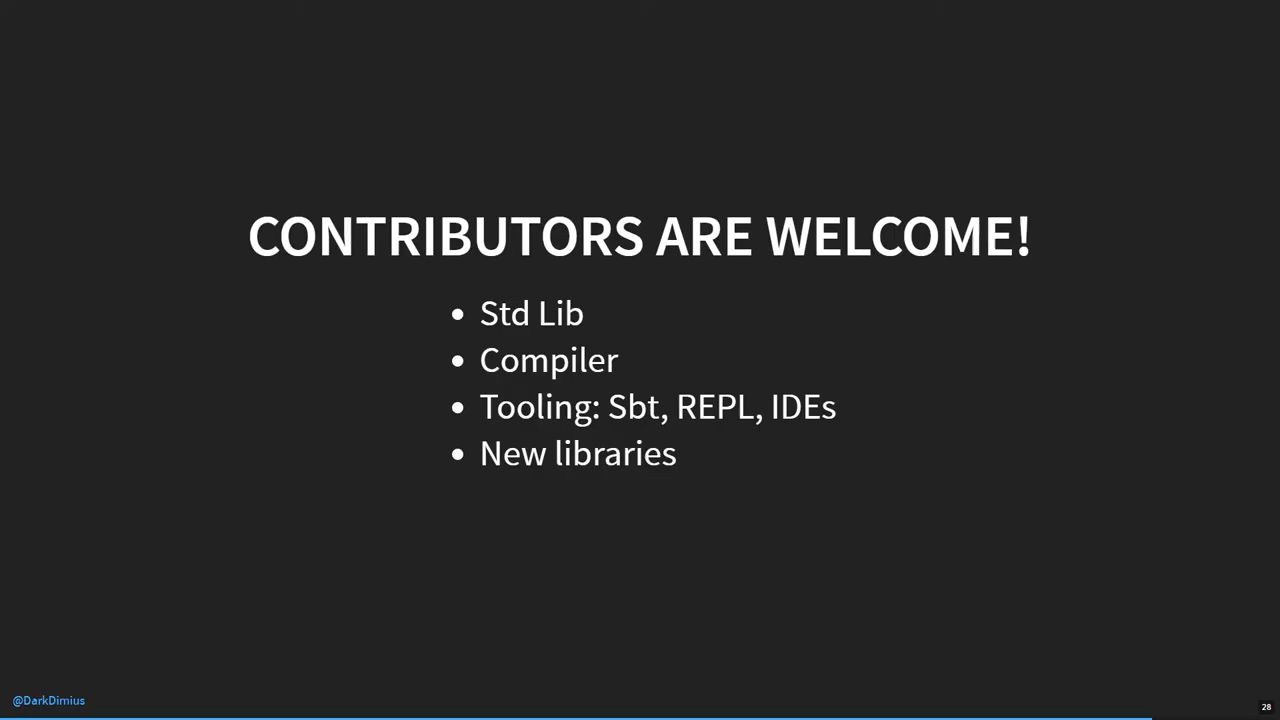 CONTRIBUTORS ARE WELCOME!
• Std Lib
• Compiler
• Tooling: Sbt, REPL, IDEs
• New libraries
@DarkDimius
28